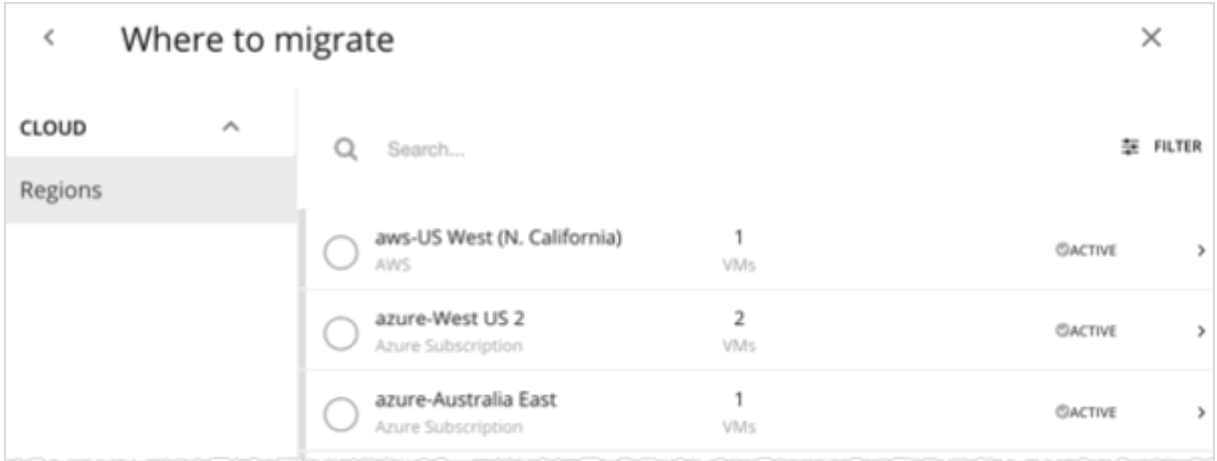 Where to migrate
CLOUD
Regions
Search...
FILTER
aws-US West (N. California)
AWS
1
VMs
ACTIVE
azure-West US 2
Azure Subscription
2
VMs
ACTIVE
azure-Australia East
Azure Subscription
1
VMs
ACTIVE